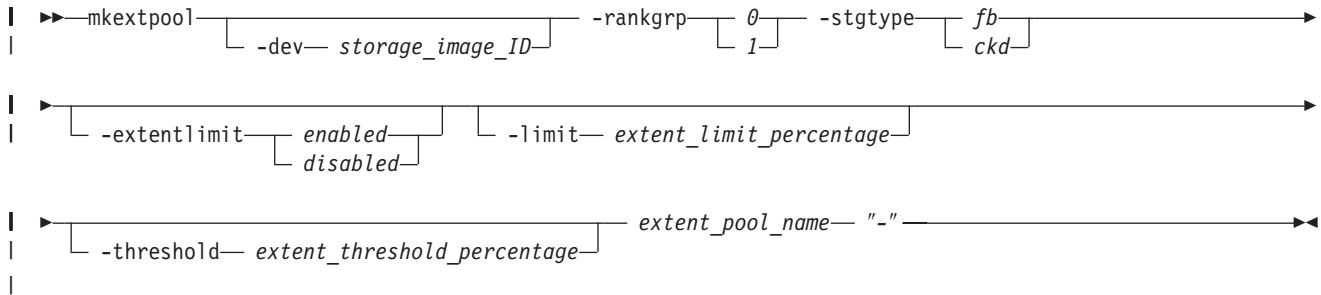 mkextpool -rankgrp 0 -stgtype fb
-dev storage_image_ID 1 ckd
-extentlimit enabled -limit extent_limit_percentage
disabled
extent_pool_name "-"
-threshold extent_threshold_percentage